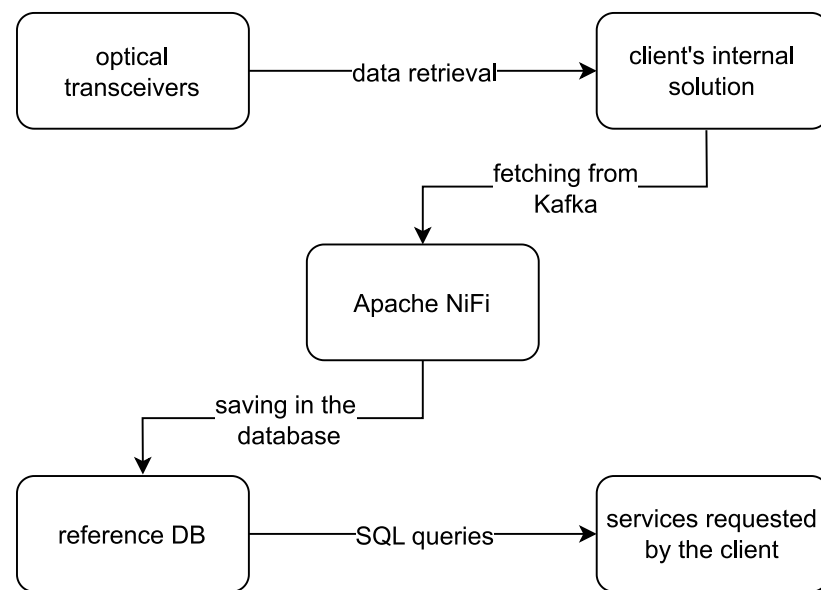 optical
transceivers
data retrieval
client's internal
solution
fetching from
Kafka
Apache NiFi
saving in the
database
reference DB
SQL queries
services requested
by the client